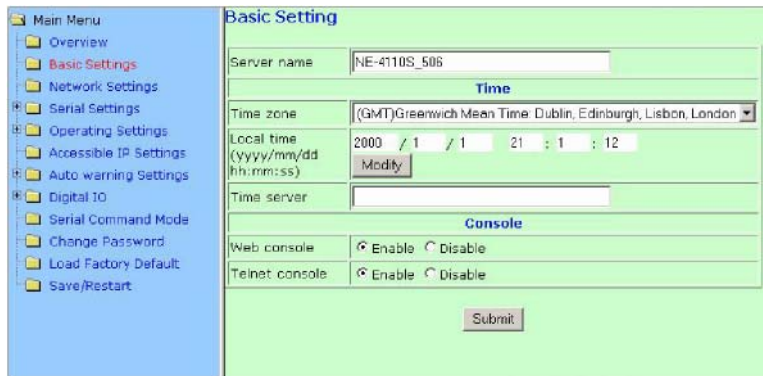 Main Menu
Overview
Basic Settings
Network Settings
Serial Settings
Operating Settings
Accessible IP Settings
Auto warning Settings
Digital IO
Serial Command Mode
Change Password
Load Factory Default
Save/Restart
Basic Setting
Server name NE-4110S_506
Time
Time zone (GMT)Greenwich Mean Time: Dublin, Edinburgh, Lisbon, London
Local time
(yyyy/mm/dd
hh:mm:ss)
2000 / 1 / 1 21 : 1 : 12
Modify
Time server
Console
Web console Enable Disable
Telnet console Enable Disable
Submit